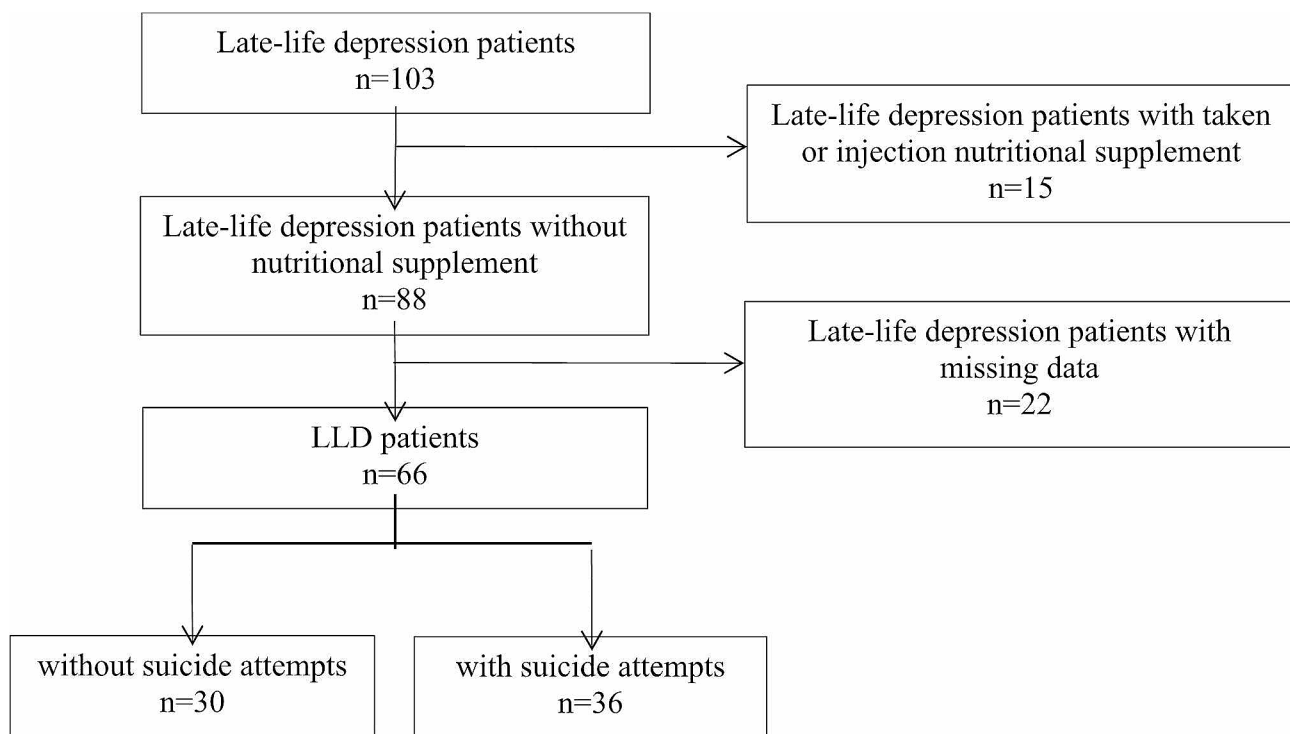 Late-life depression patients
n=103
Late-life depression patients with taken
or injection nutritional supplement
n=15
Late-life depression patients without
nutritional supplement
n=88
Late-life depression patients with
missing data
n=22
LLD patients
n=66
without suicide attempts
n=30
with suicide attempts
n=36